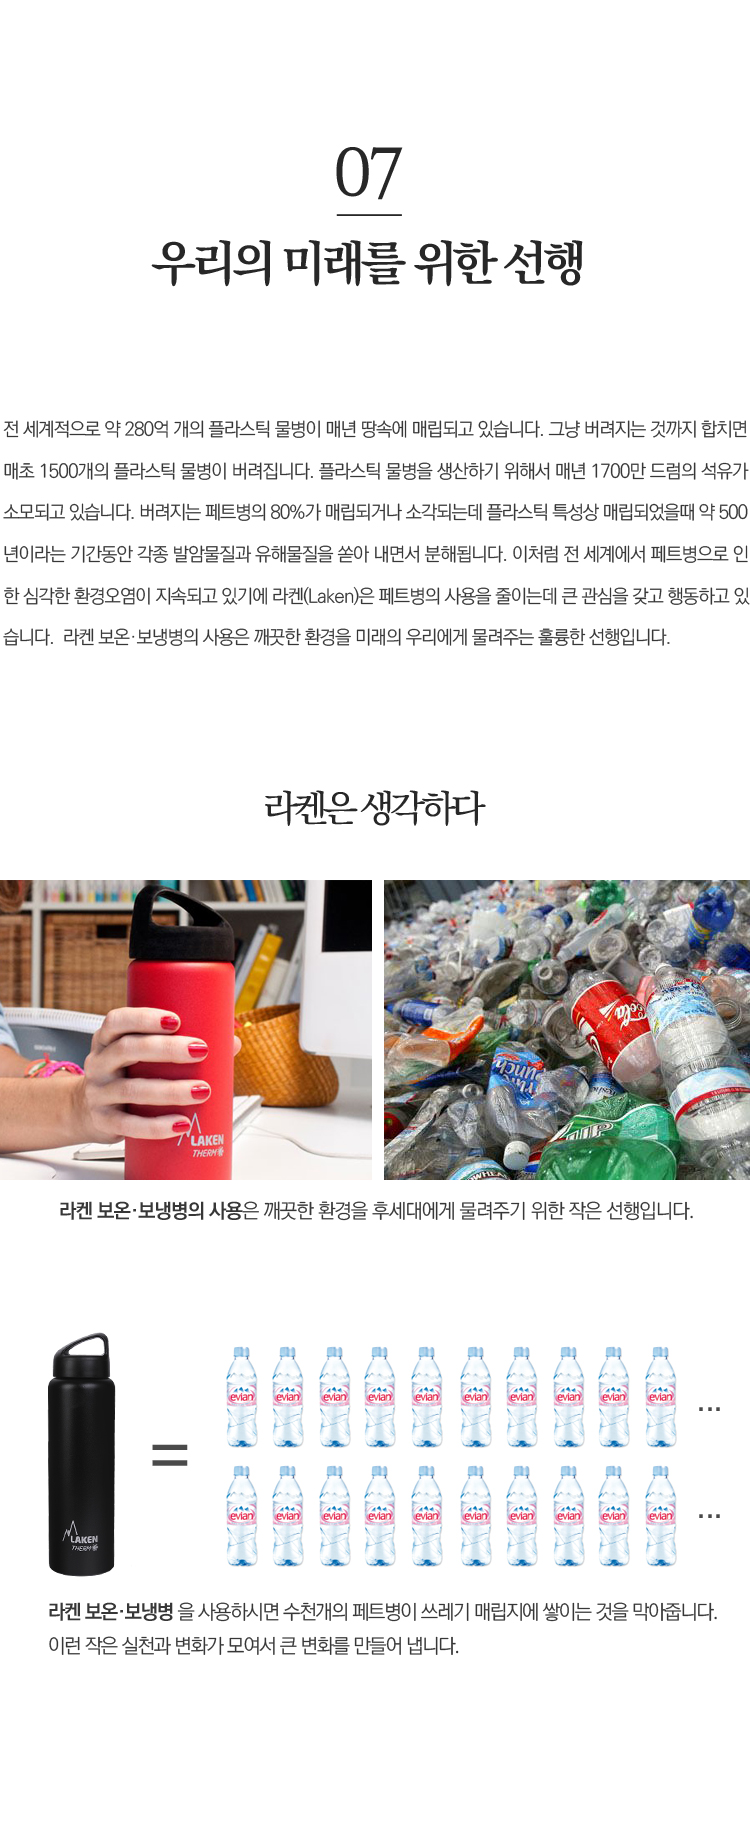 07
우리의 미래를 위한 선행
전 세계적으로 약 280억 개의 플라스틱 물병이 매년 땅속에 매립되고 있습니다. 그냥 버려지는 것까지 합치면
매초 1500개의 플라스틱 물병이 버려집니다. 플라스틱 물병을 생산하기 위해서 매년 1700만 드럼의 석유가
소모되고 있습니다. 버려지는 페트병의 80%가 매립되거나 소각되는데 플라스틱 특성상 매립되었을때 약 500
년이라는 기간동안 각종 발암물질과 유해물질을 쏟아 내면서 분해됩니다. 이처럼 전 세계에서 페트병으로 인
한 심각한 환경오염이 지속되고 있기에 라켄(Laken)은 페트병의 사용을 줄이는데 큰 관심을 갖고 행동하고 있
습니다. 라켄 보온·보냉병의 사용은 깨끗한 환경을 미래의 우리에게 물려주는 훌륭한 선행입니다.
라켄은 생각하다
LAKEN
THERMO
라켄 보온·보냉병의 사용은 깨끗한 환경을 후세대에게 물려주기 위한 작은 선행입니다.
evian evian evian evian evian evian evian evian evian evian ...
=
LAKEN
THERMO
evian evian evian evian evian evian evian evian evian evian ...
라켄 보온·보냉병 을 사용하시면 수천개의 페트병이 쓰레기 매립지에 쌓이는 것을 막아줍니다.
이런 작은 실천과 변화가 모여서 큰 변화를 만들어 냅니다.